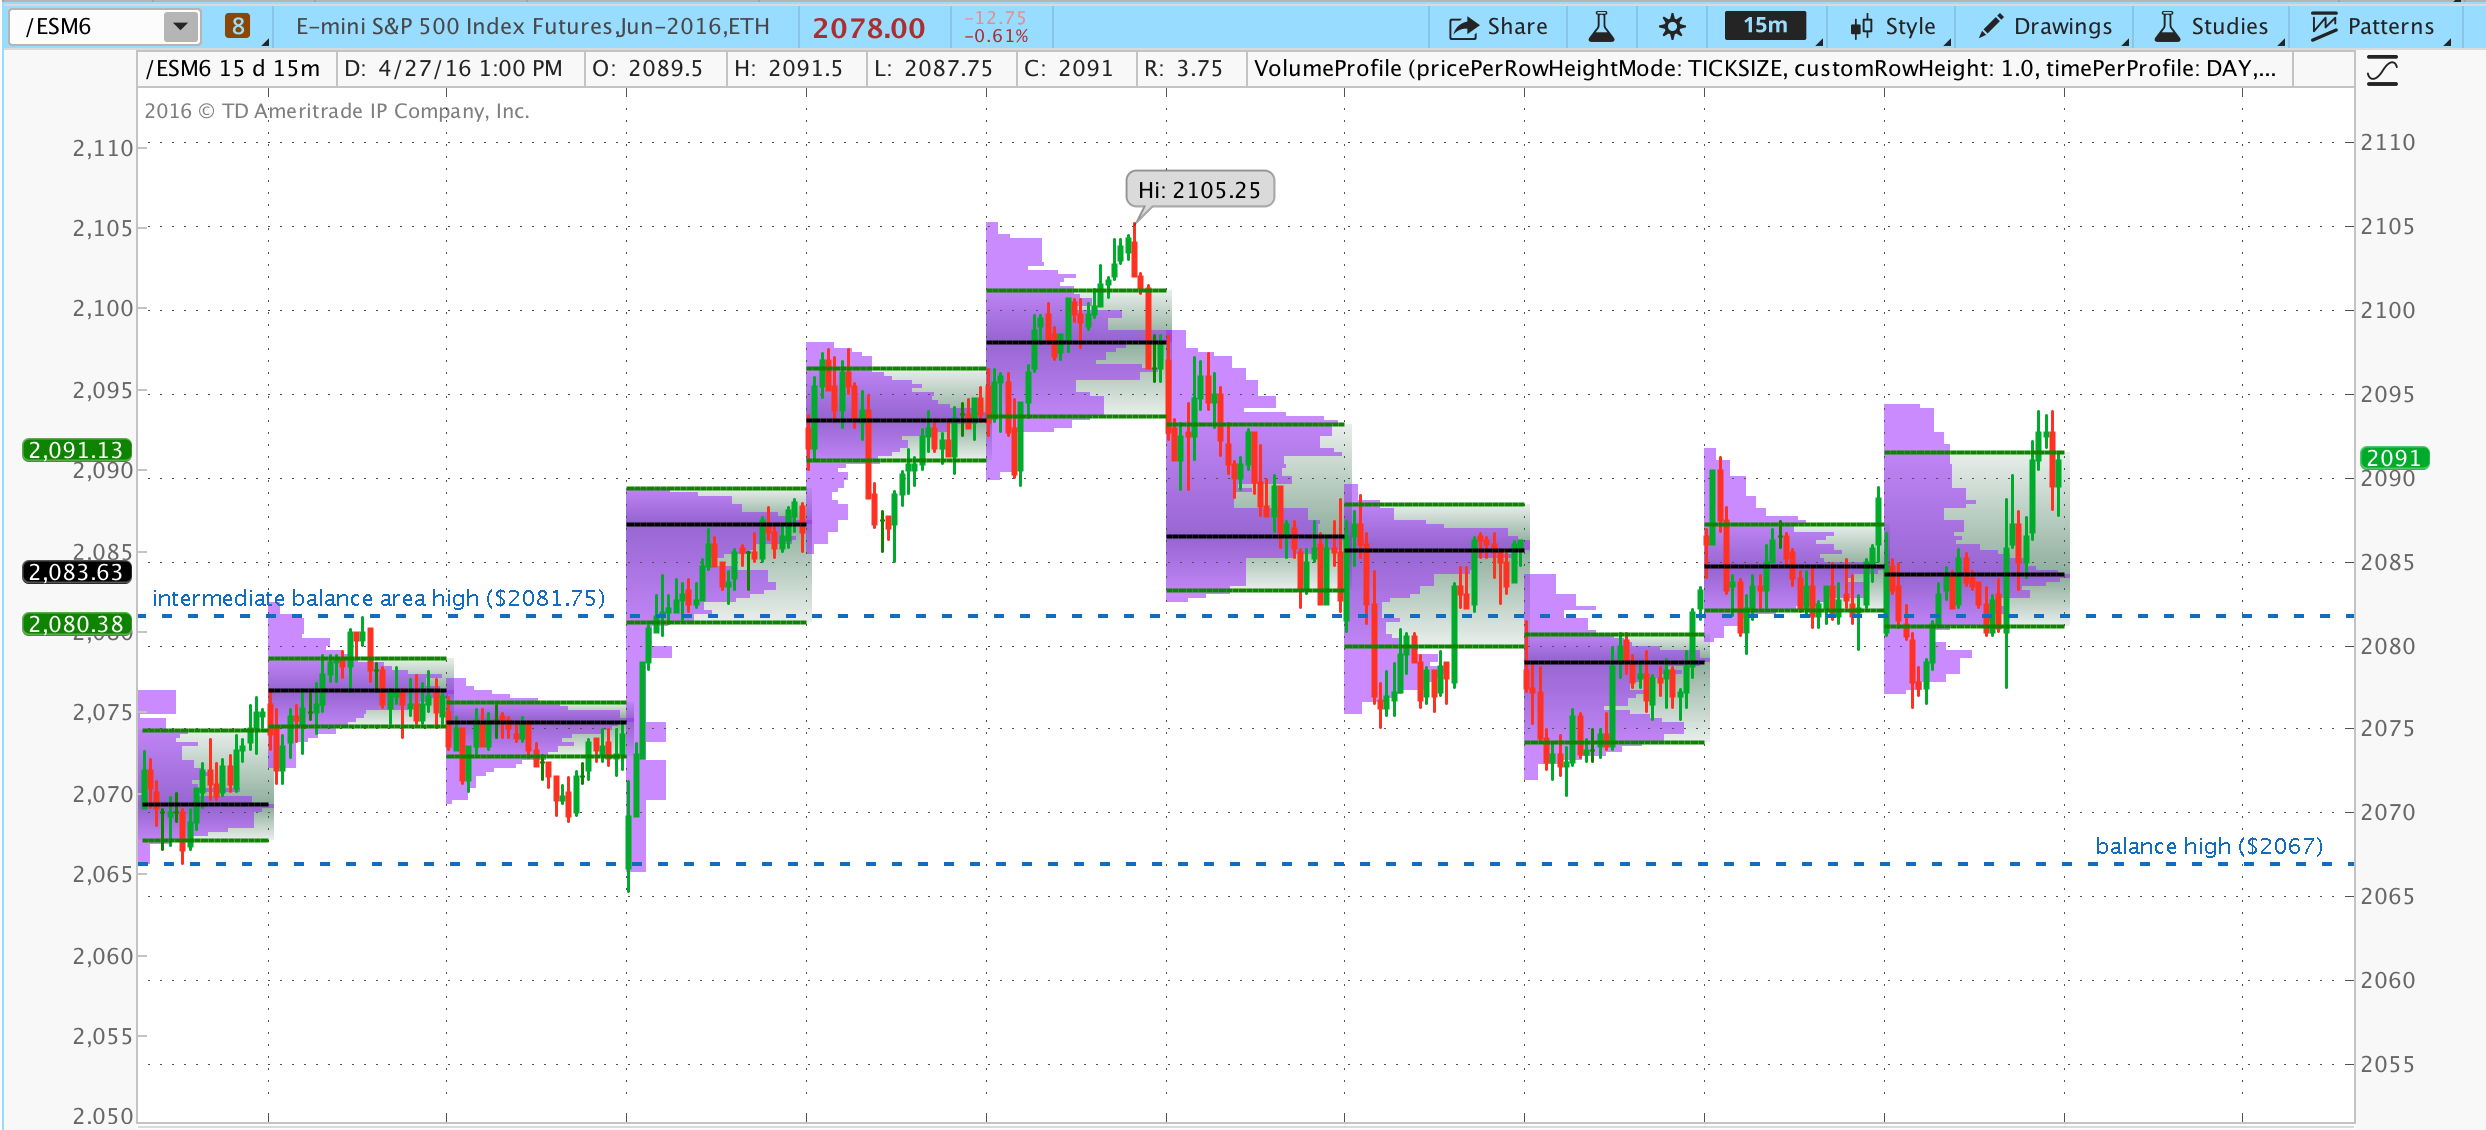 /ESM6 8 E-mini S&P 500 Index Futures,Jun-2016,ETH 2078.00 -12.75 -0.61% Share 15m Style Drawings Studies Patterns
/ESM6 15 d 15m D: 4/27/16 1:00 PM O: 2089.5 H: 2091.5 L: 2087.75 C: 2091 R: 3.75 VolumeProfile (pricePerRowHeightMode: TICKSIZE, customRowHeight: 1.0, timePerProfile: DAY,...
2016 © TD Ameritrade IP Company, Inc.
2,110 2110
Hi: 2105.25
2,105 2105
2,100 2100
2,095 2095
2,091.13 2091
2,090 2090
2,085 2085
2,083.63
intermediate balance area high ($2081.75)
2,080.38
2,080 2080
2,075 2075
2,070 2070
balance high ($2067)
2,065 2065
2,060 2060
2,055 2055
2,050